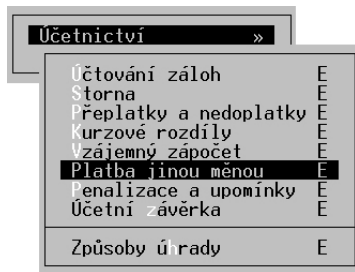 Účetnictví »
Účtování záloh E
Storna E
Přeplatky a nedoplatky E
Kurzové rozdíly E
Vzájemný zápočet E
Platba jinou měnou E
Penalizace a upomínky E
Účetní závěrka E
Způsoby úhrady E